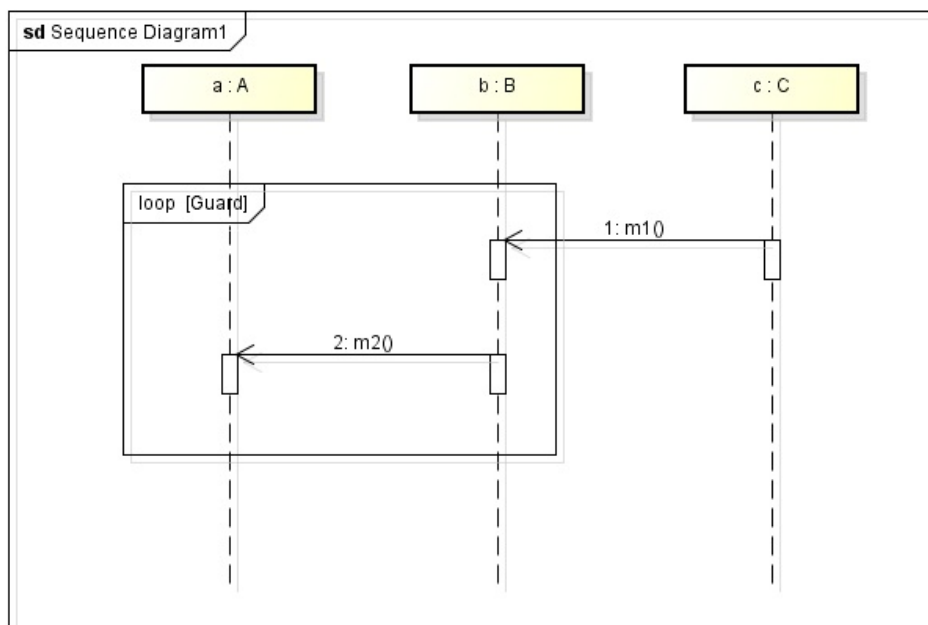 sd Sequence Diagram1
a : A
b : B
c : C
loop [Guard]
1: m1()
2: m2()